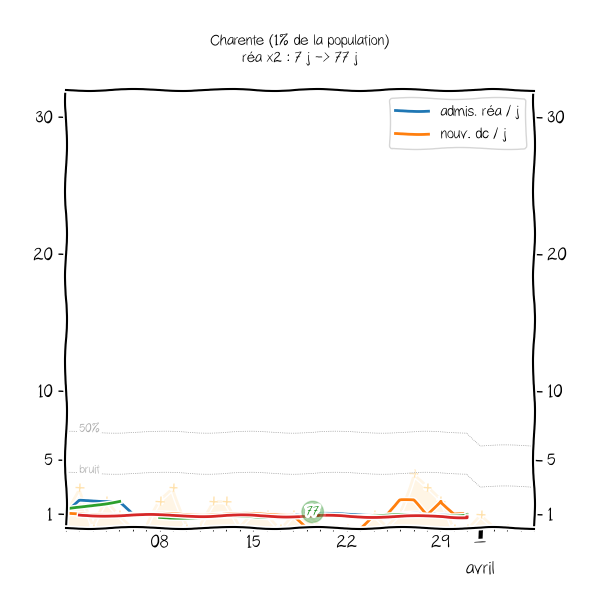 Charente (1% de la population)
réa x2 : 7 j -> 77 j
admis. réa / j
nouv. dc / j
30
30
20
20
10
10
50%
5
5
bruit
1
77
1
08
15
22
29
1
avril